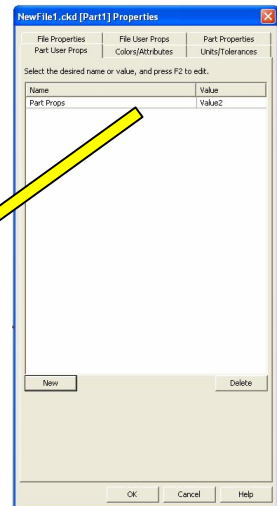 NewFile1.ckd [Part1] Properties
File Properties File User Props Part Properties
Part User Props Colors/Attributes Units/Tolerances
Select the desired name or value, and press F2 to edit.
Name Value
Part Props Value2
New Delete
OK Cancel Help